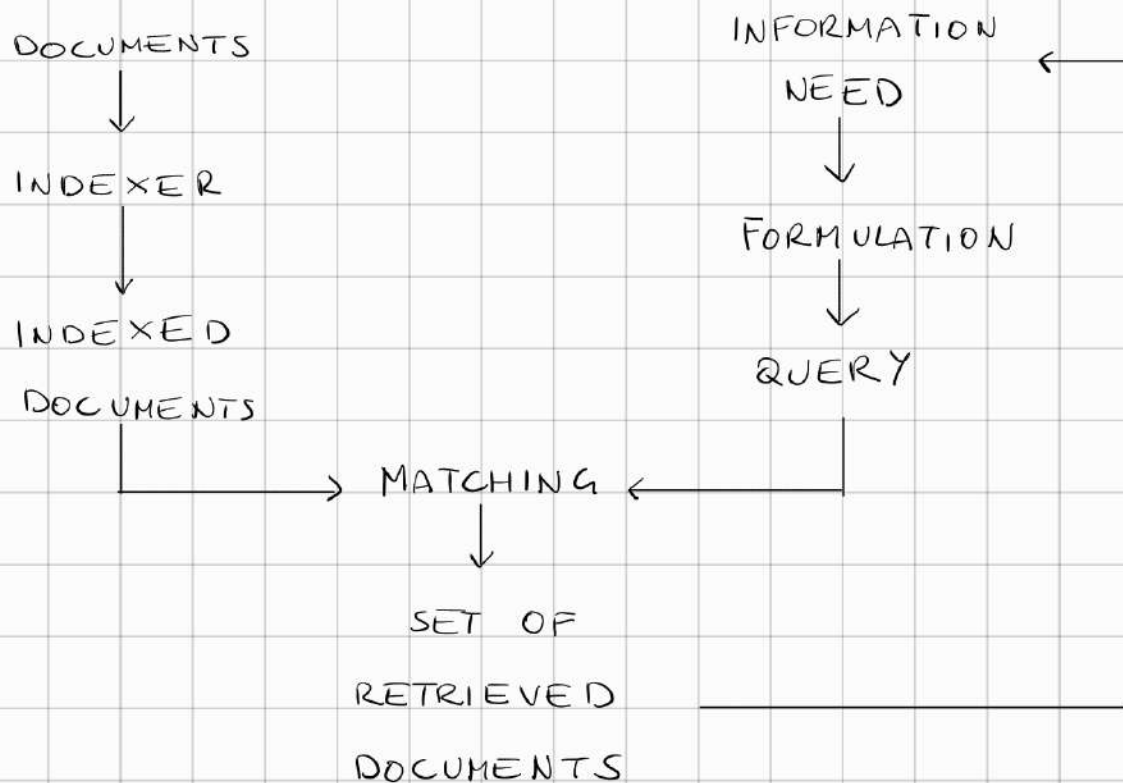 DOCUMENTS
INDEXER
INDEXED
DOCUMENTS
INFORMATION
NEED
FORMULATION
QUERY
MATCHING
SET OF
RETRIEVED
DOCUMENTS